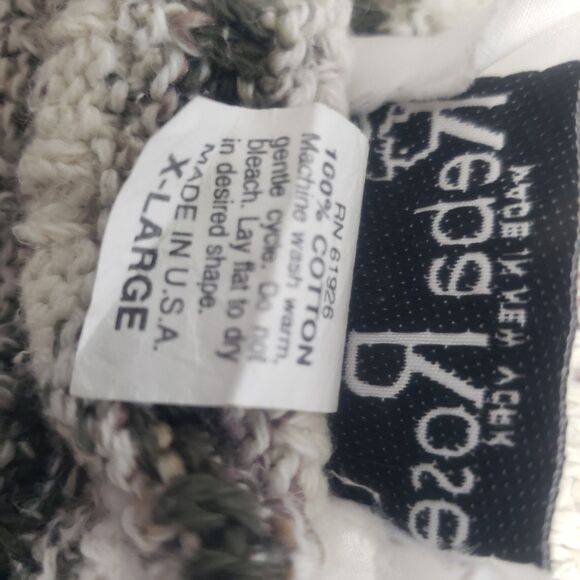 RN 61926
100% COTTON
Machine wash warm,
gentle cycle. Do not
bleach. Lay flat to dry
in desired shape.
X-LARGE
MADE IN U.S.A.
Kepa Rose
MADE IN NEW YORK